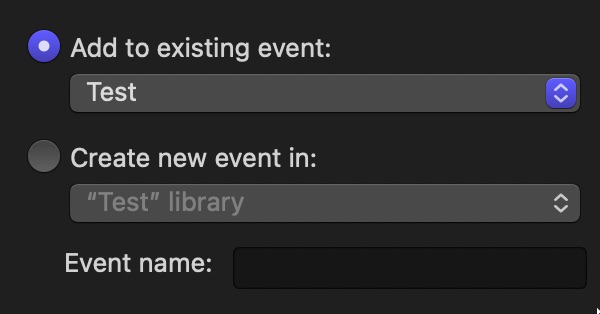 Add to existing event:
Test
Create new event in:
“Test” library
Event name: